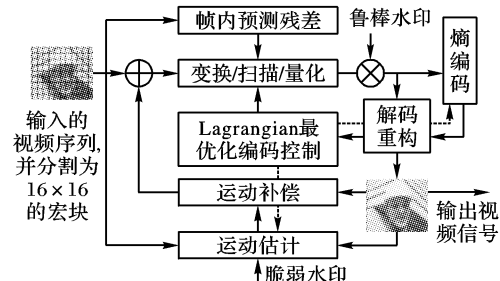 帧内预测残差
鲁棒水印
变换/扫描/量化
熵编
码
输入的
视频序列,
并分割为
16×16
的宏块
Lagrangian最
优化编码控制
解码
重构
运动补偿
输出视
频信号
运动估计
脆弱水印